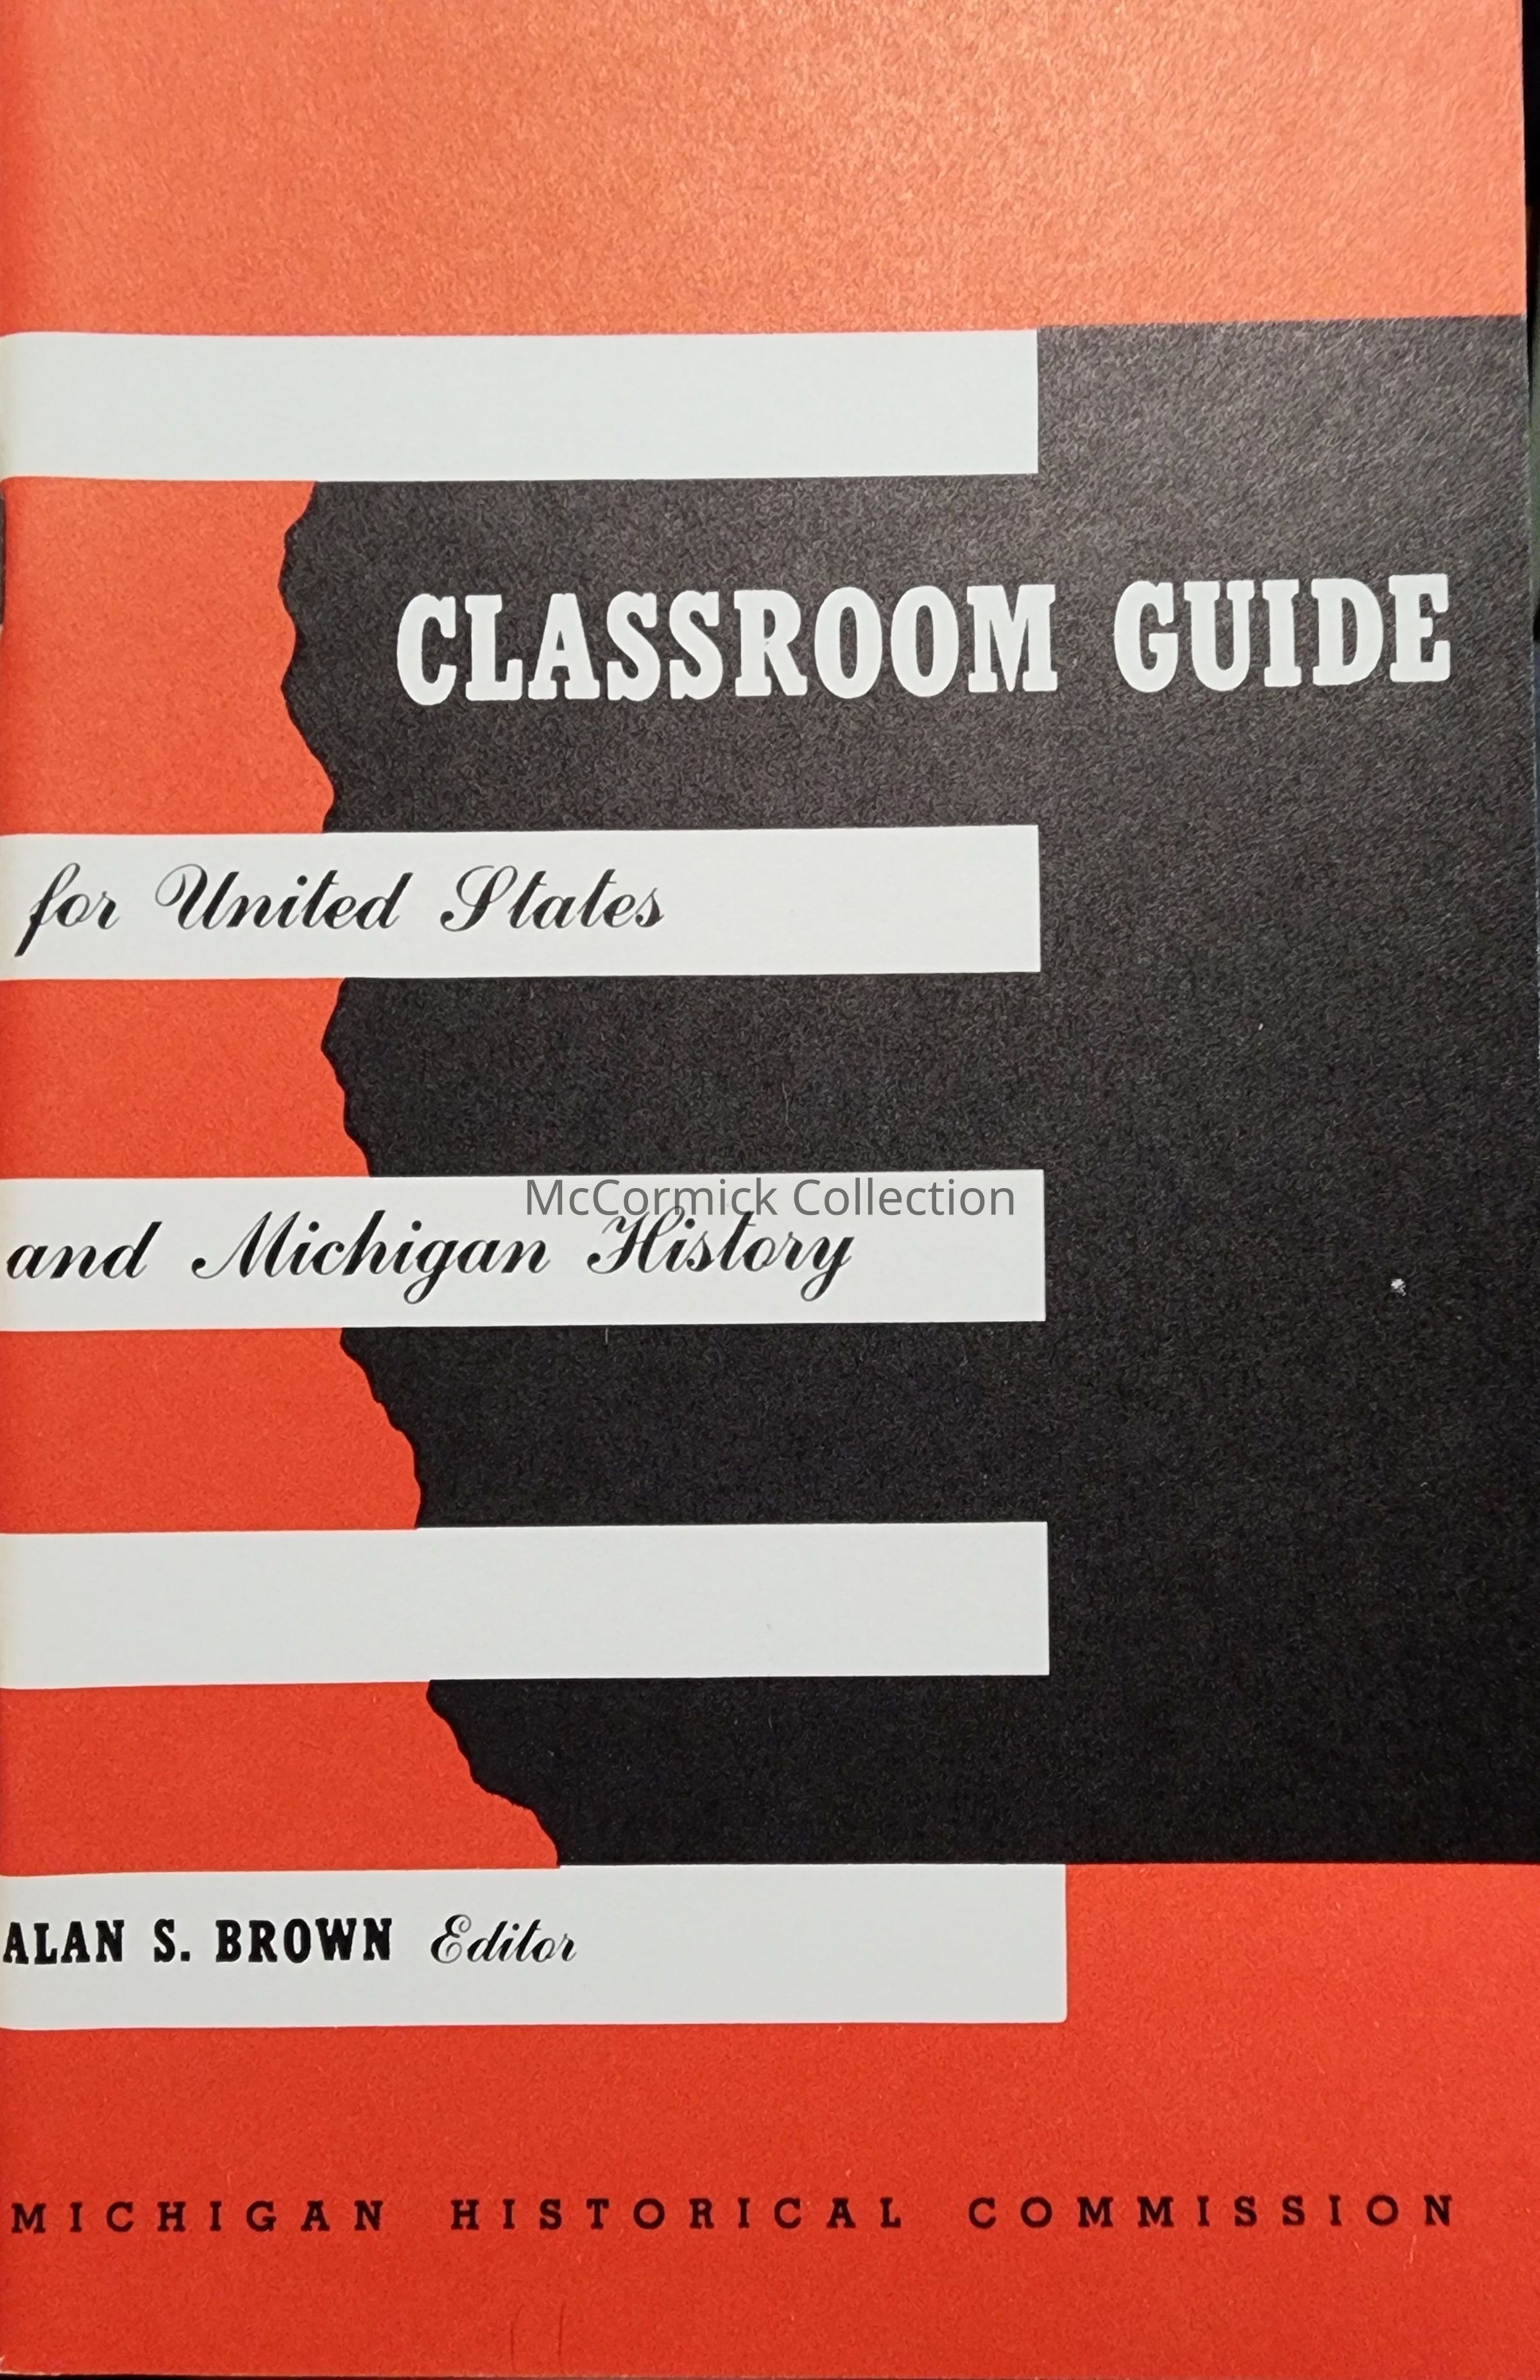 CLASSROOM GUIDE
for United States
McCormick Collection
and Michigan History
ALAN S. BROWN Editor
MICHIGAN HISTORICAL COMMISSION